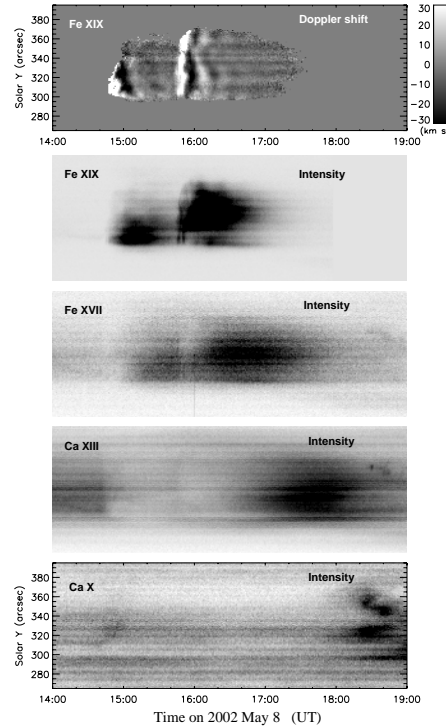 Fe XIX Doppler shift
Solar Y (arcsec)
380
360
340
320
300
280
30
20
10
0
−10
−20
−30
(km s
14:00 15:00 16:00 17:00 18:00 19:00
Fe XIX Intensity
Fe XVII Intensity
Ca XIII Intensity
Ca X Intensity
Solar Y (arcsec)
380
360
340
320
300
280
14:00 15:00 16:00 17:00 18:00 19:00
Time on 2002 May 8 (UT)